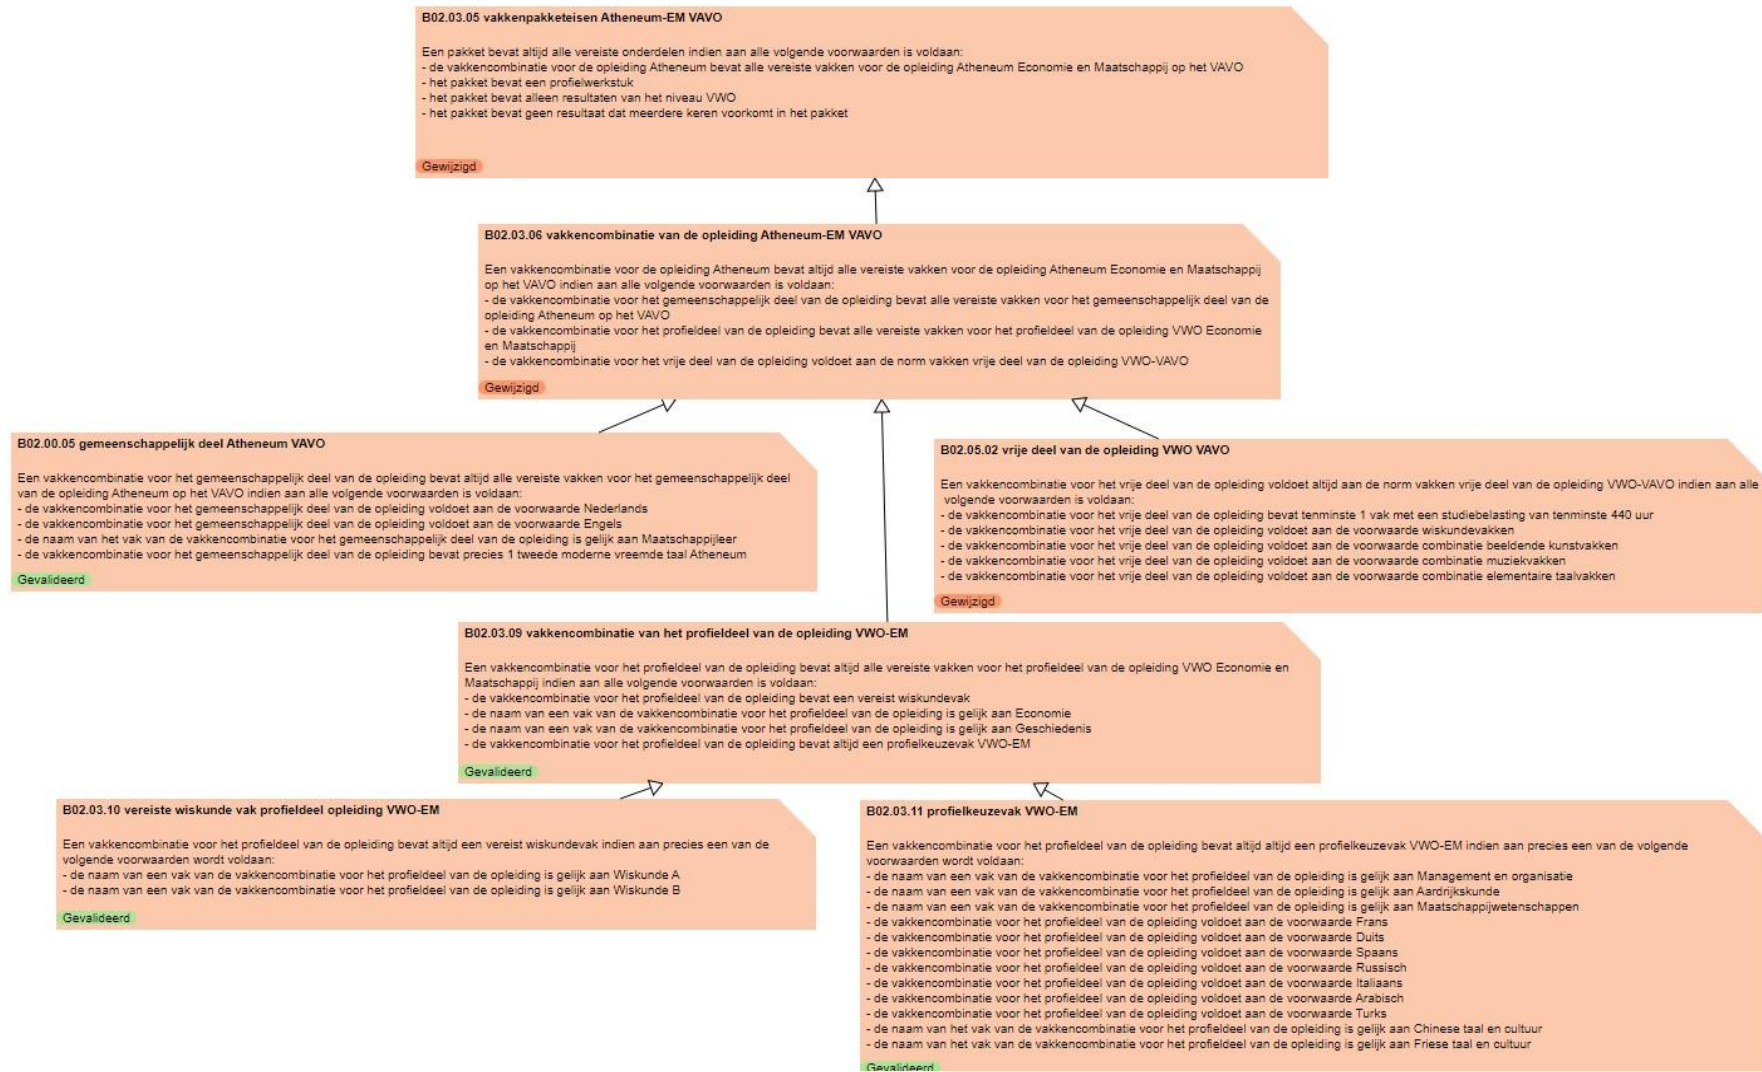 B02.03.05 vakkenpakketeisen Atheneum-EM VAVO
Een pakket bevat altijd alle vereiste onderdelen indien aan alle volgende voorwaarden is voldaan:
- de vakkencombinatie voor de opleiding Atheneum bevat alle vereiste vakken voor de opleiding Atheneum Economie en Maatschappij op het VAVO
- het pakket bevat een profielwerkstuk
- het pakket bevat alleen resultaten van het niveau VWO
- het pakket bevat geen resultaat dat meerdere keren voorkomt in het pakket
Gewijzigd
B02.03.06 vakkencombinatie van de opleiding Atheneum-EM VAVO
Een vakkencombinatie voor de opleiding Atheneum bevat altijd alle vereiste vakken voor de opleiding Atheneum Economie en Maatschappij
op het VAVO indien aan alle volgende voorwaarden is voldaan:
- de vakkencombinatie voor het gemeenschappelijk deel van de opleiding bevat alle vereiste vakken voor het gemeenschappelijk deel van de
opleiding Atheneum op het VAVO
- de vakkencombinatie voor het profieldeel van de opleiding bevat alle vereiste vakken voor het profieldeel van de opleiding VWO Economie
en Maatschappij
- de vakkencombinatie voor het vrije deel van de opleiding voldoet aan de norm vakken vrije deel van de opleiding VWO-VAVO
Gewijzigd
B02.00.05 gemeenschappelijk deel Atheneum VAVO
Een vakkencombinatie voor het gemeenschappelijk deel van de opleiding bevat altijd alle vereiste vakken voor het gemeenschappelijk deel
van de opleiding Atheneum op het VAVO indien aan alle volgende voorwaarden is voldaan:
- de vakkencombinatie voor het gemeenschappelijk deel van de opleiding voldoet aan de voorwaarde Nederlands
- de vakkencombinatie voor het gemeenschappelijk deel van de opleiding voldoet aan de voorwaarde Engels
- de naam van het vak van de vakkencombinatie voor het gemeenschappelijk deel van de opleiding is gelijk aan Maatschappijleer
- de vakkencombinatie voor het gemeenschappelijk deel van de opleiding bevat precies 1 tweede moderne vreemde taal Atheneum
Gevalideerd
B02.05.02 vrije deel van de opleiding VWO VAVO
Een vakkencombinatie voor het vrije deel van de opleiding voldoet altijd aan de norm vakken vrije deel van de opleiding VWO-VAVO indien aan alle
volgende voorwaarden is voldaan:
- de vakkencombinatie voor het vrije deel van de opleiding bevat tenminste 1 vak met een studiebelasting van tenminste 440 uur
- de vakkencombinatie voor het vrije deel van de opleiding voldoet aan de voorwaarde wiskundevakken
- de vakkencombinatie voor het vrije deel van de opleiding voldoet aan de voorwaarde combinatie beeldende kunstvakken
- de vakkencombinatie voor het vrije deel van de opleiding voldoet aan de voorwaarde combinatie muziekvakken
- de vakkencombinatie voor het vrije deel van de opleiding voldoet aan de voorwaarde combinatie elementaire taalvakken
Gewijzigd
B02.03.09 vakkencombinatie van het profieldeel van de opleiding VWO-EM
Een vakkencombinatie voor het profieldeel van de opleiding bevat altijd alle vereiste vakken voor het profieldeel van de opleiding VWO Economie en
Maatschappij indien aan alle volgende voorwaarden is voldaan:
- de vakkencombinatie voor het profieldeel van de opleiding bevat een vereist wiskundevak
- de naam van een vak van de vakkencombinatie voor het profieldeel van de opleiding is gelijk aan Economie
- de naam van een vak van de vakkencombinatie voor het profieldeel van de opleiding is gelijk aan Geschiedenis
- de vakkencombinatie voor het profieldeel van de opleiding bevat altijd een profielkeuzevak VWO-EM
Gevalideerd
B02.03.10 vereiste wiskunde vak profieldeel opleiding VWO-EM
Een vakkencombinatie voor het profieldeel van de opleiding bevat altijd een vereist wiskundevak indien aan precies een van de
volgende voorwaarden wordt voldaan:
- de naam van een vak van de vakkencombinatie voor het profieldeel van de opleiding is gelijk aan Wiskunde A
- de naam van een vak van de vakkencombinatie voor het profieldeel van de opleiding is gelijk aan Wiskunde B
Gevalideerd
B02.03.11 profielkeuzevak VWO-EM
Een vakkencombinatie voor het profieldeel van de opleiding bevat altijd altijd een profielkeuzevak VWO-EM indien aan precies een van de volgende
voorwaarden wordt voldaan:
- de naam van een vak van de vakkencombinatie voor het profieldeel van de opleiding is gelijk aan Management en organisatie
- de naam van een vak van de vakkencombinatie voor het profieldeel van de opleiding is gelijk aan Aardrijkskunde
- de naam van een vak van de vakkencombinatie voor het profieldeel van de opleiding is gelijk aan Maatschappijwetenschappen
- de vakkencombinatie voor het profieldeel van de opleiding voldoet aan de voorwaarde Frans
- de vakkencombinatie voor het profieldeel van de opleiding voldoet aan de voorwaarde Duits
- de vakkencombinatie voor het profieldeel van de opleiding voldoet aan de voorwaarde Spaans
- de vakkencombinatie voor het profieldeel van de opleiding voldoet aan de voorwaarde Russisch
- de vakkencombinatie voor het profieldeel van de opleiding voldoet aan de voorwaarde Italiaans
- de vakkencombinatie voor het profieldeel van de opleiding voldoet aan de voorwaarde Arabisch
- de vakkencombinatie voor het profieldeel van de opleiding voldoet aan de voorwaarde Turks
- de naam van het vak van de vakkencombinatie voor het profieldeel van de opleiding is gelijk aan Chinese taal en cultuur
- de naam van het vak van de vakkencombinatie voor het profieldeel van de opleiding is gelijk aan Friese taal en cultuur
Gevalideerd